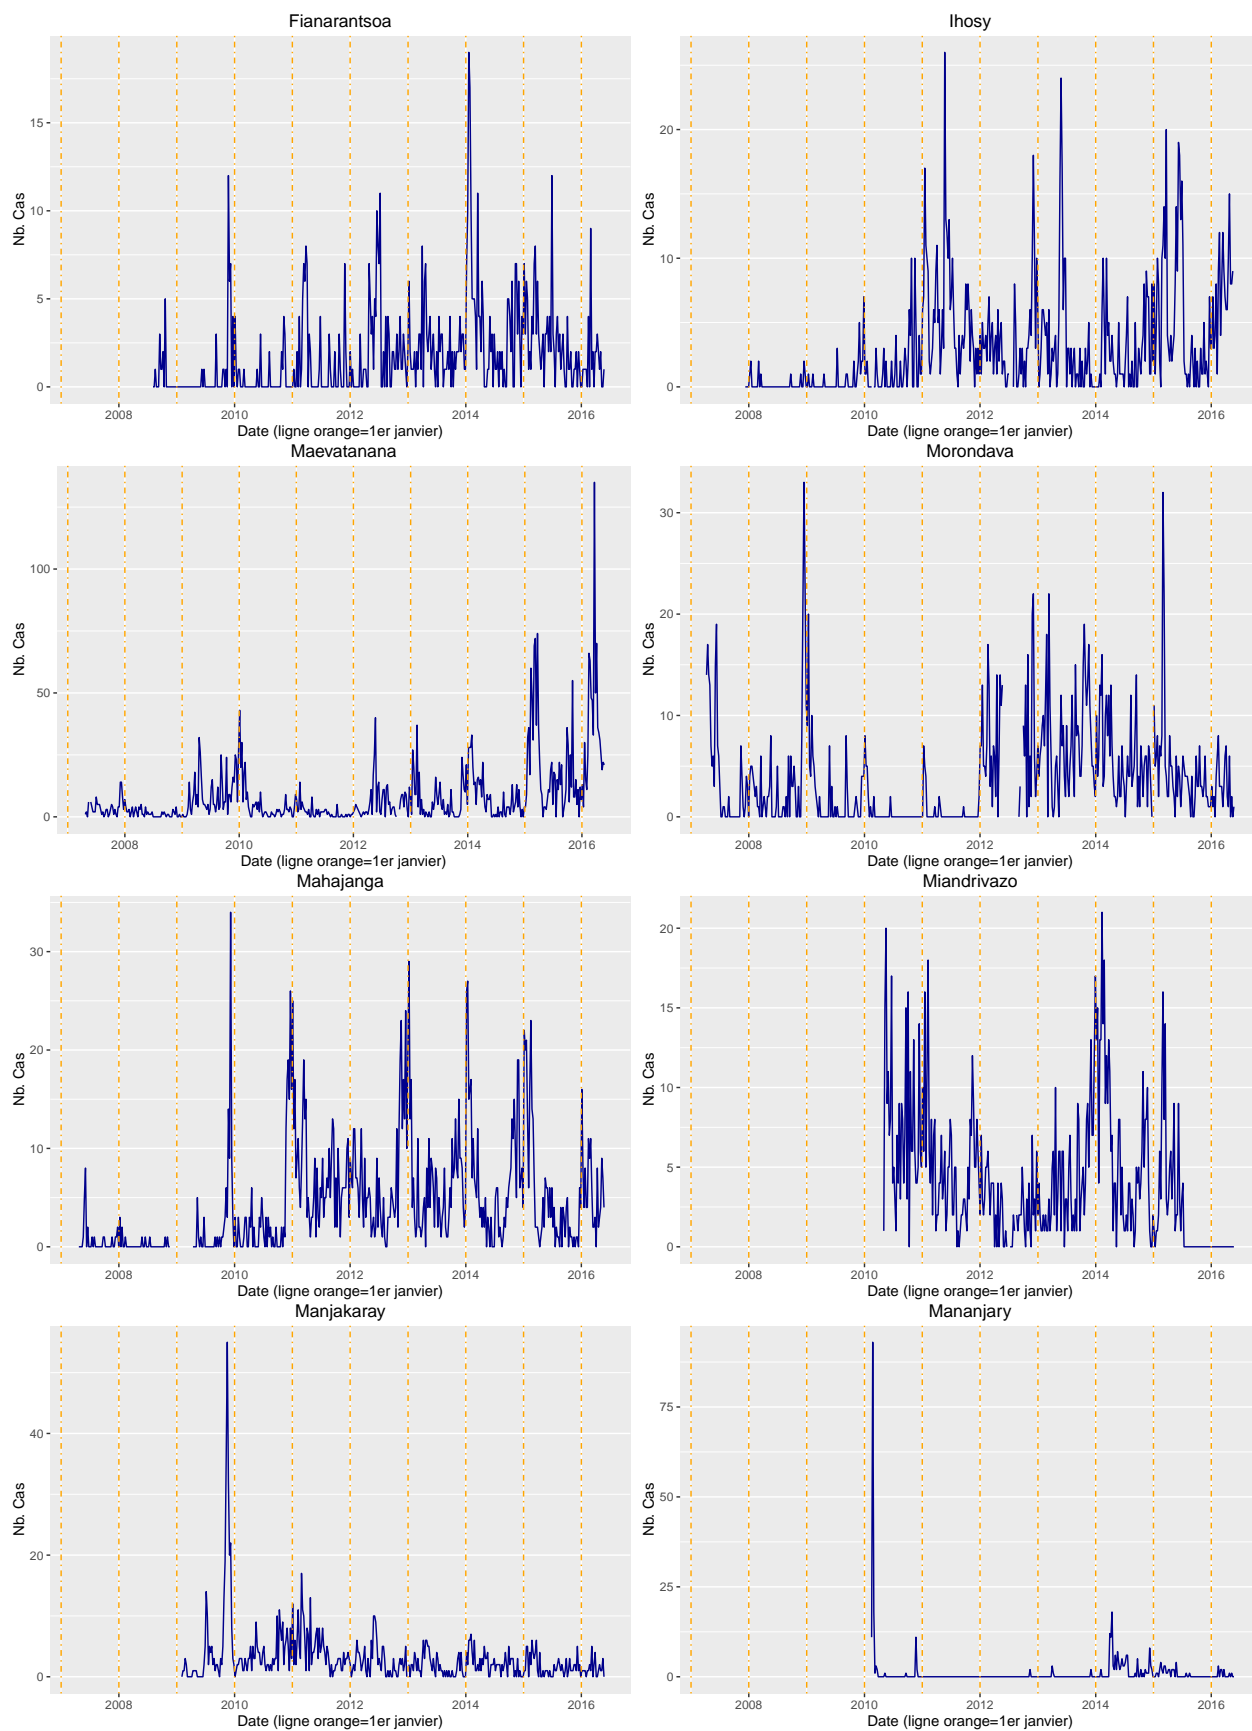 Fianarantsoa
Nb. Cas
15
10
5
0
2008 2010 2012 2014 2016
Date (ligne orange=1er janvier)
Ihosy
Nb. Cas
20
10
0
2008 2010 2012 2014 2016
Date (ligne orange=1er janvier)
Maevatanana
Nb. Cas
100
50
0
2008 2010 2012 2014 2016
Date (ligne orange=1er janvier)
Morondava
Nb. Cas
30
20
10
0
2008 2010 2012 2014 2016
Date (ligne orange=1er janvier)
Mahajanga
Nb. Cas
30
20
10
0
2008 2010 2012 2014 2016
Date (ligne orange=1er janvier)
Miandrivazo
Nb. Cas
20
15
10
5
0
2008 2010 2012 2014 2016
Date (ligne orange=1er janvier)
Manjakaray
Nb. Cas
40
20
0
2008 2010 2012 2014 2016
Date (ligne orange=1er janvier)
Mananjary
Nb. Cas
75
50
25
0
2008 2010 2012 2014 2016
Date (ligne orange=1er janvier)